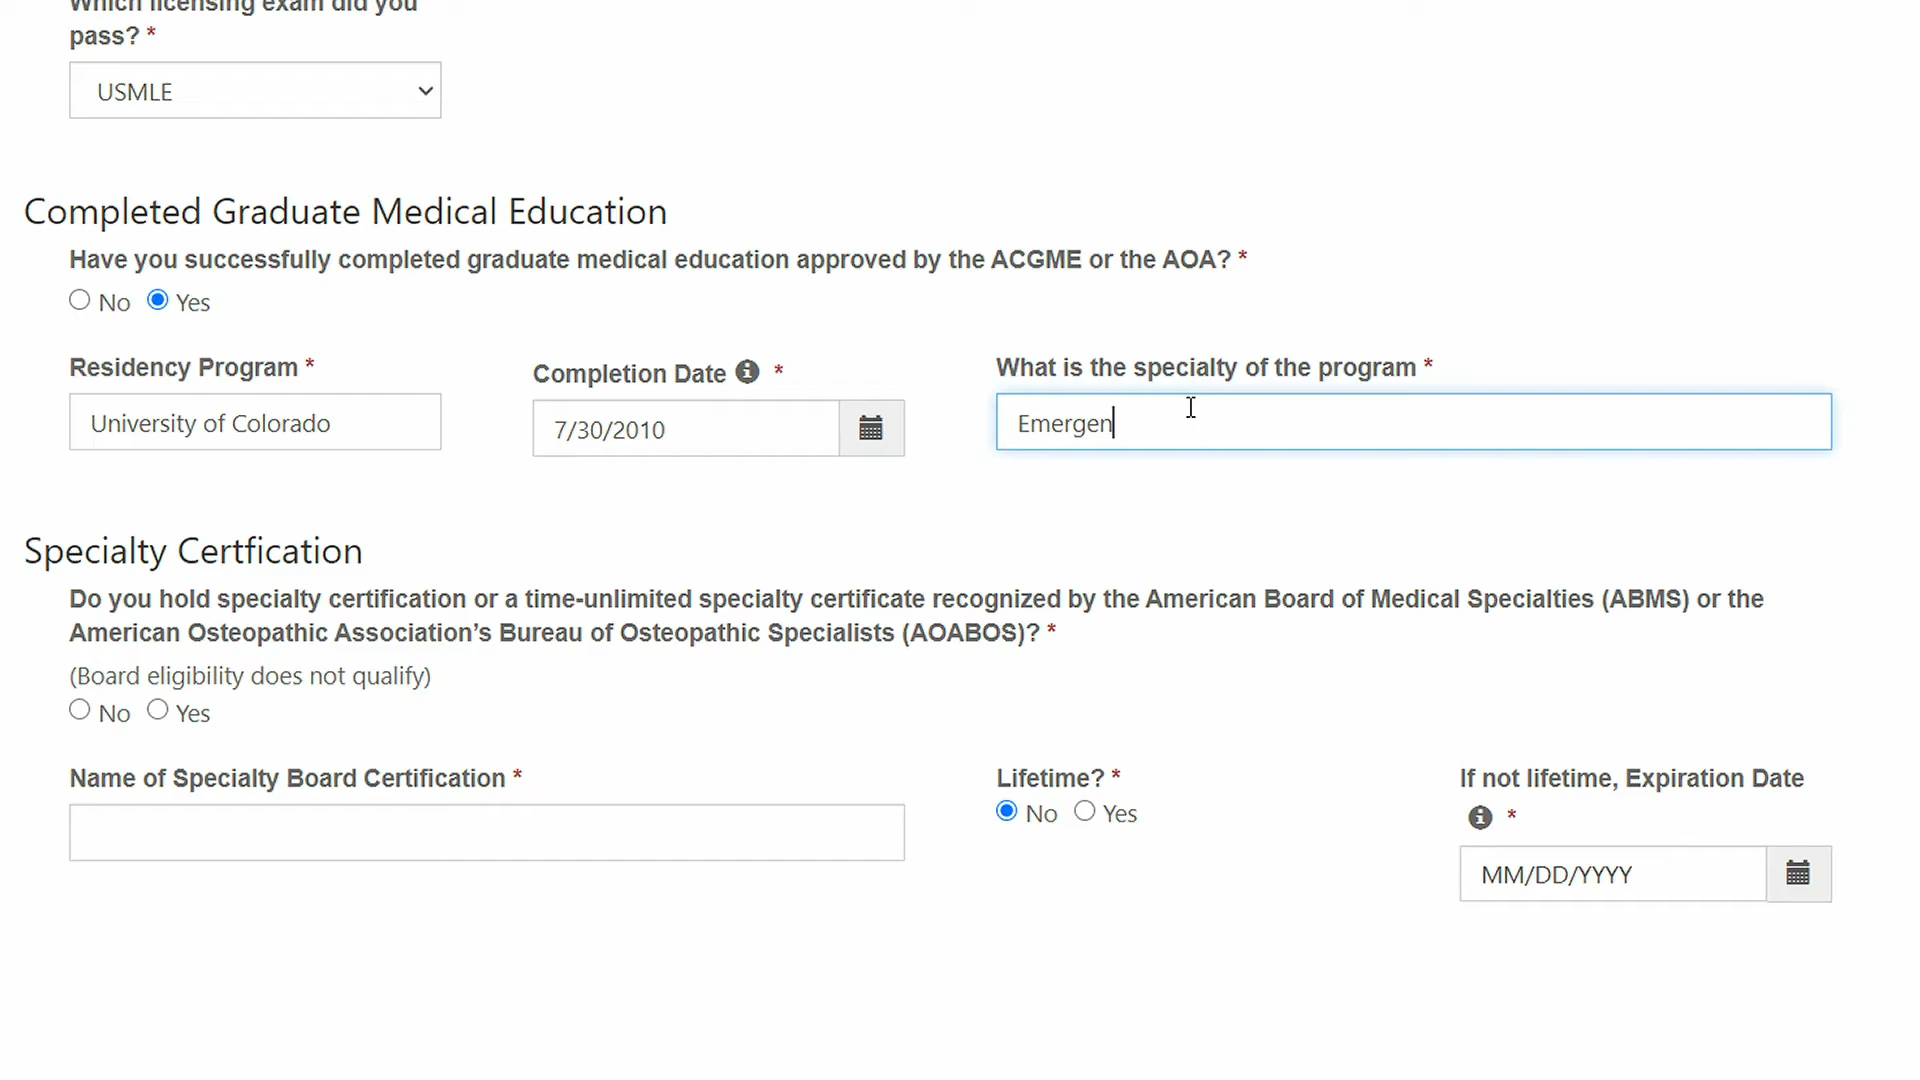 Which licensing exam did you
pass? *
USMLE
Completed Graduate Medical Education
Have you successfully completed graduate medical education approved by the ACGME or the AOA? *
No Yes
Residency Program * Completion Date * What is the specialty of the program *
University of Colorado 7/30/2010 Emergen
Specialty Certfication
Do you hold specialty certification or a time-unlimited specialty certificate recognized by the American Board of Medical Specialties (ABMS) or the
American Osteopathic Association’s Bureau of Osteopathic Specialists (AOABOS)? *
(Board eligibility does not qualify)
No Yes
Name of Specialty Board Certification * Lifetime? * If not lifetime, Expiration Date
No Yes *
MM/DD/YYYY